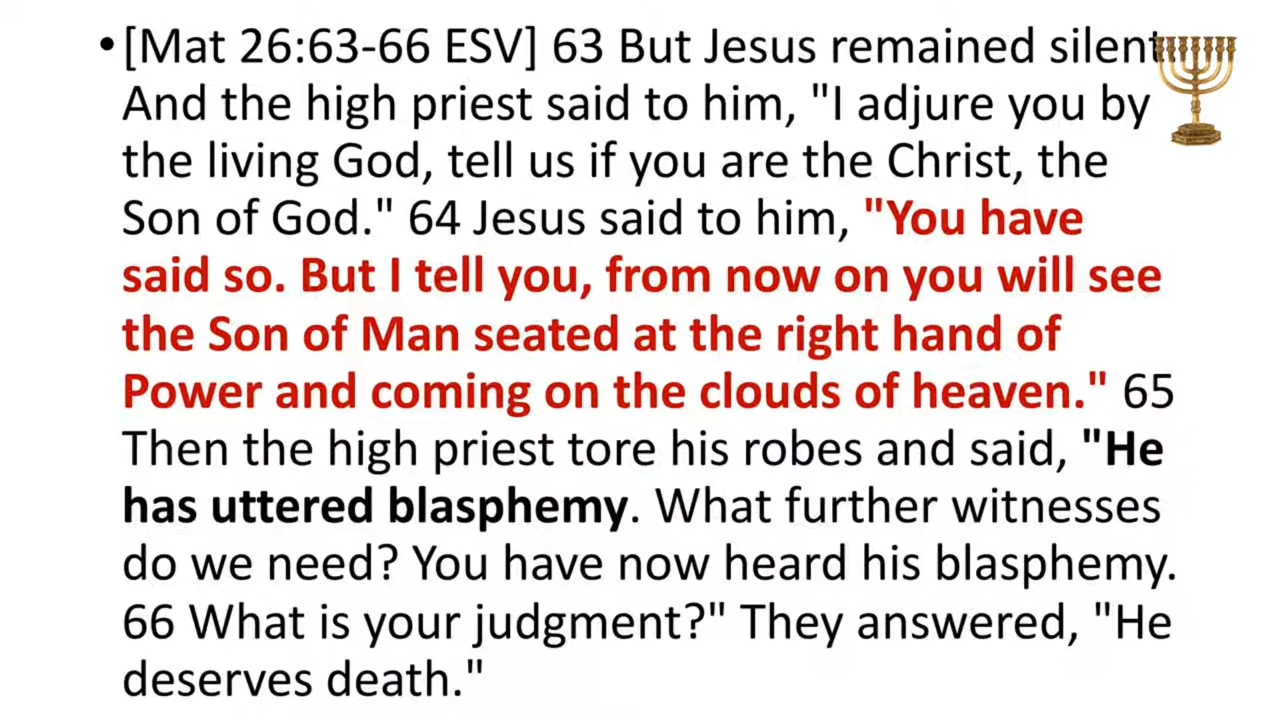 •[Mat 26:63-66 ESV] 63 But Jesus remained silent.
And the high priest said to him, "I adjure you by
the living God, tell us if you are the Christ, the
Son of God." 64 Jesus said to him, "You have
said so. But I tell you, from now on you will see
the Son of Man seated at the right hand of
Power and coming on the clouds of heaven." 65
Then the high priest tore his robes and said, "He
has uttered blasphemy. What further witnesses
do we need? You have now heard his blasphemy.
66 What is your judgment?" They answered, "He
deserves death."